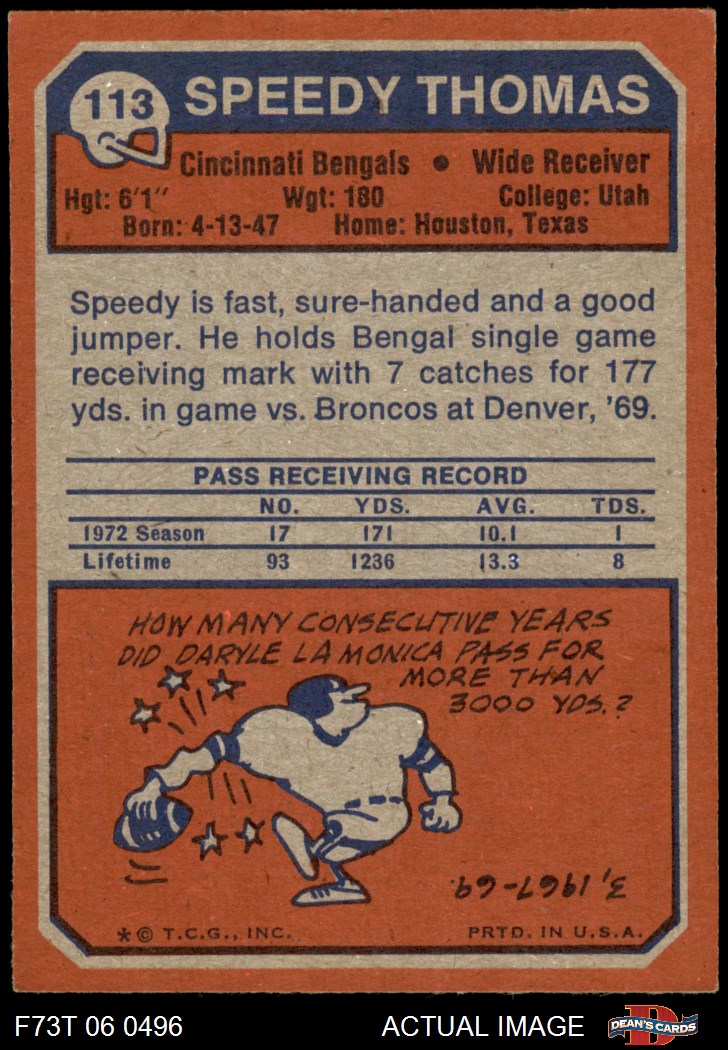 113 SPEEDY THOMAS
Cincinnati Bengals • Wide Receiver
Hgt: 6'1" Wgt: 180 College: Utah
Born: 4-13-47 Home: Houston, Texas
Speedy is fast, sure-handed and a good
jumper. He holds Bengal single game
receiving mark with 7 catches for 177
yds. in game vs. Broncos at Denver, '69.
PASS RECEIVING RECORD
NO. YDS. AVG. TDS.
1972 Season 17 171 10.1 1
Lifetime 93 1236 13.3 8
HOW MANY CONSECUTIVE YEARS
DID DARYLE LA MONICA PASS FOR
MORE THAN
3000 YDS.?
3, 1967-69
* © T.C.G., INC. PRTD. IN U.S.A.
F73T 06 0496 ACTUAL IMAGE D DEAN'S CARDS